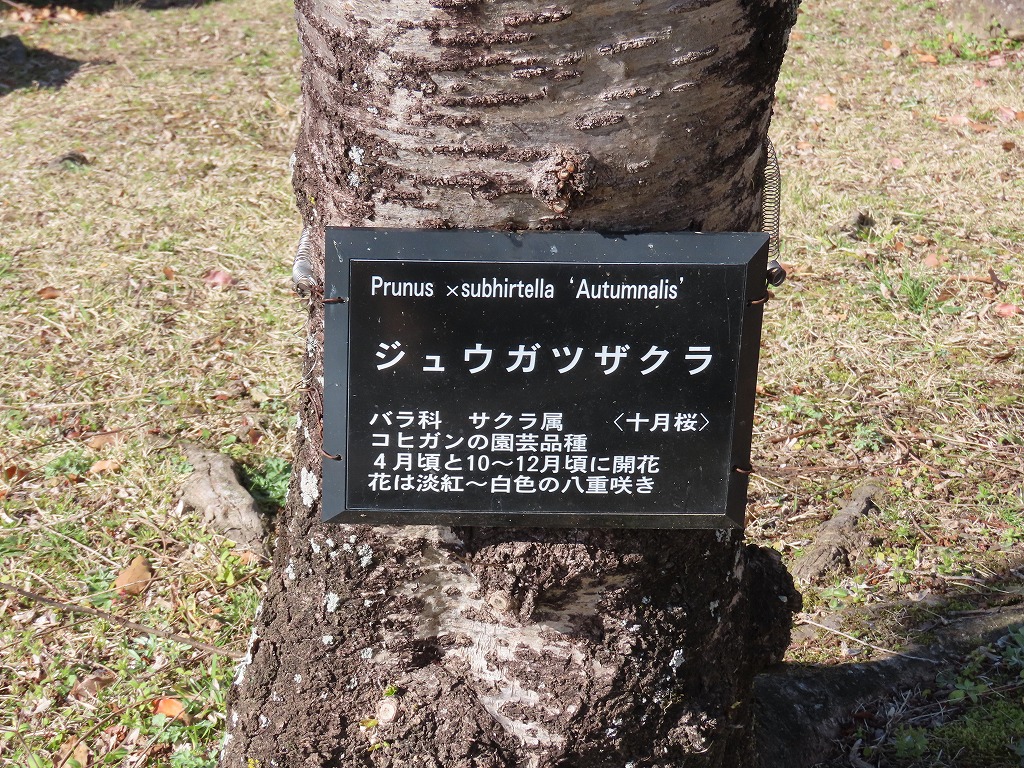 Prunus ×subhirtella ‘Autumnalis’
ジュウガツザクラ
バラ科　サクラ属　〈十月桜〉
コヒガンの園芸品種
４月頃と10～12月頃に開花
花は淡紅～白色の八重咲き